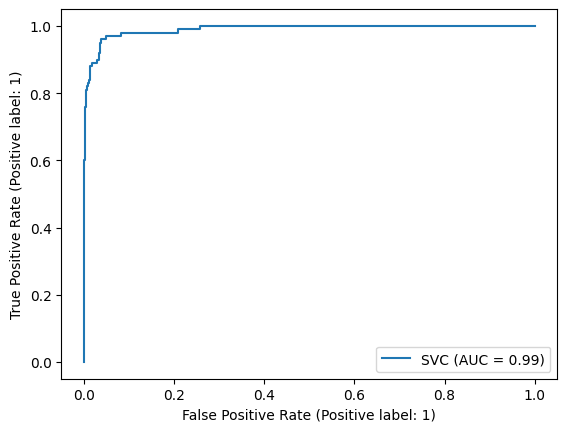 1.0
0.8
0.6
0.4
0.2
0.0
True Positive Rate (Positive label: 1)
SVC (AUC = 0.99)
0.0 0.2 0.4 0.6 0.8 1.0
False Positive Rate (Positive label: 1)